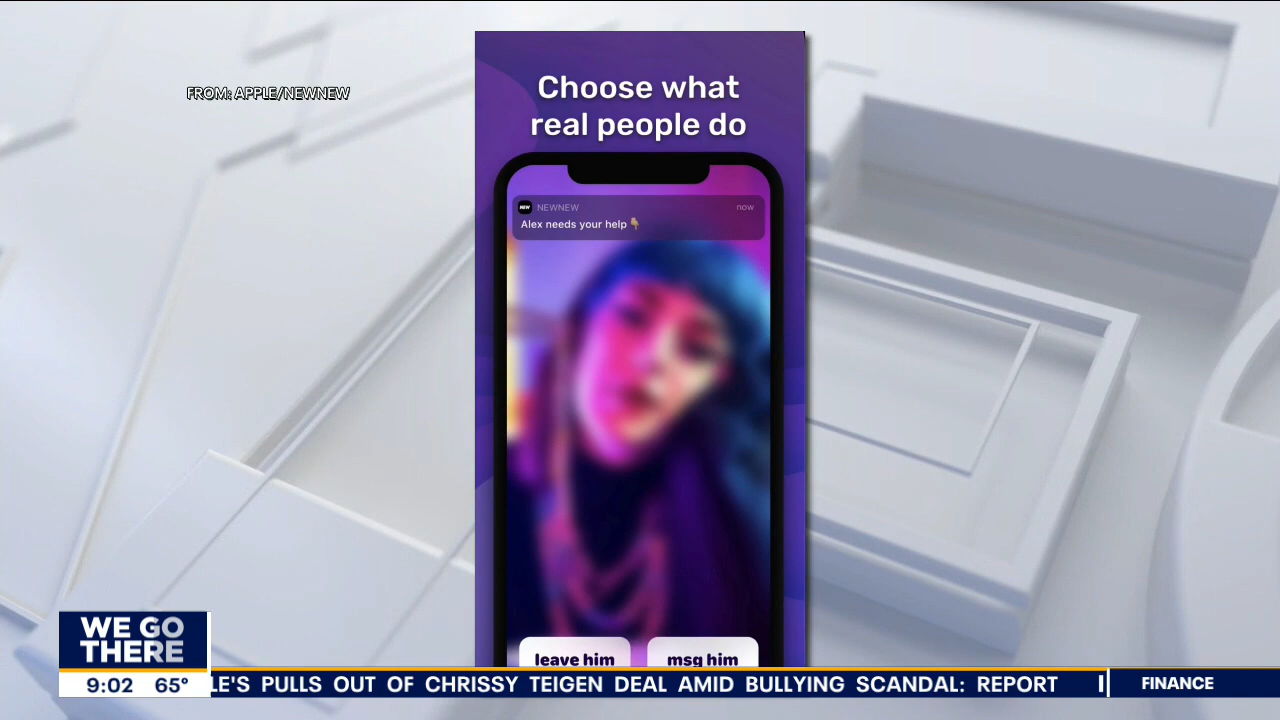 FROM: APPLE/NEWNEW
Choose what
real people do
NEW
NEWNEW
now
Alex needs your help 👇🏽
leave him
msg him
WE GO
THERE
9:02 65°
LE'S PULLS OUT OF CHRISSY TEIGEN DEAL AMID BULLYING SCANDAL: REPORT
FINANCE